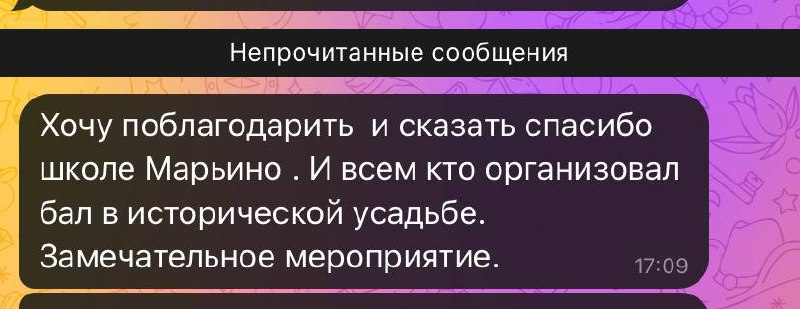 Непрочитанные сообщения
Хочу поблагодарить  и сказать спасибо
школе Марьино . И всем кто организовал
бал в исторической усадьбе.
Замечательное мероприятие.
17:09